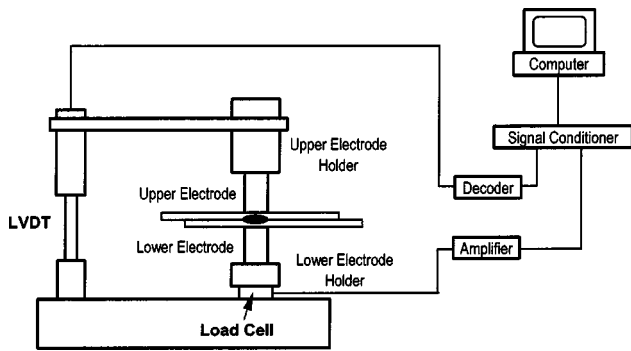 Computer
Signal Conditioner
Upper Electrode
Holder
Decoder
Upper Electrode
LVDT
Lower Electrode
Amplifier
Lower Electrode
Holder
Load Cell